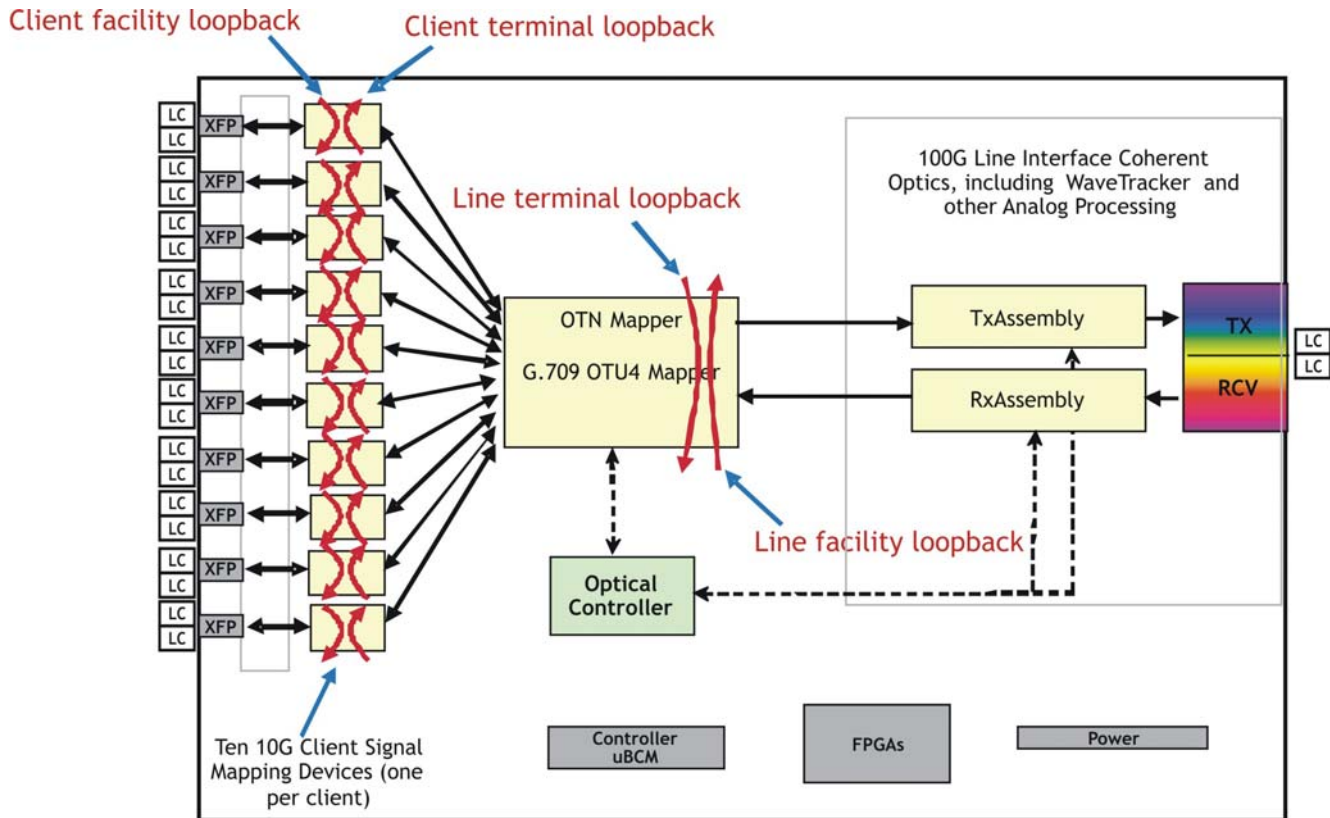 Client facility loopback
Client terminal loopback
LC
LC
XFP
LC
LC
XFP
LC
LC
XFP
LC
LC
XFP
LC
LC
XFP
LC
LC
XFP
LC
LC
XFP
LC
LC
XFP
LC
LC
XFP
LC
LC
XFP
Line terminal loopback
100G Line Interface Coherent
Optics, including WaveTracker and
other Analog Processing
OTN Mapper
G.709 OTU4 Mapper
TxAssembly
RxAssembly
TX
RCV
LC
LC
Line facility loopback
Optical
Controller
Ten 10G Client Signal
Mapping Devices (one
per client)
Controller
uBCM
FPGAs
Power